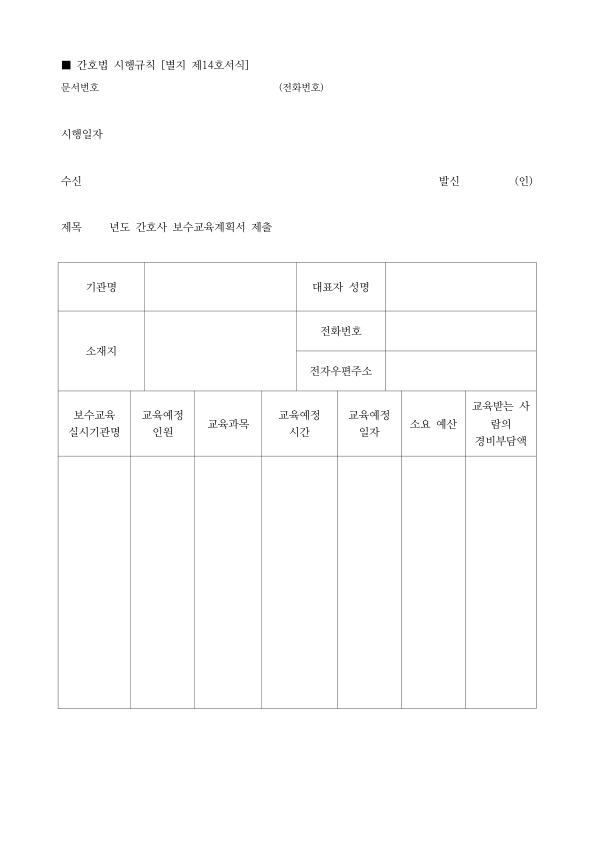 ■ 간호법 시행규칙 [별지 제14호서식]
문서번호 (전화번호)
시행일자
수신 발신 (인)
제목 년도 간호사 보수교육계획서 제출
기관명 대표자 성명
소재지 전화번호
전자우편주소
보수교육
실시기관명
교육예정
인원
교육과목
교육예정
시간
교육예정
일자
소요 예산
교육받는 사
람의
경비부담액